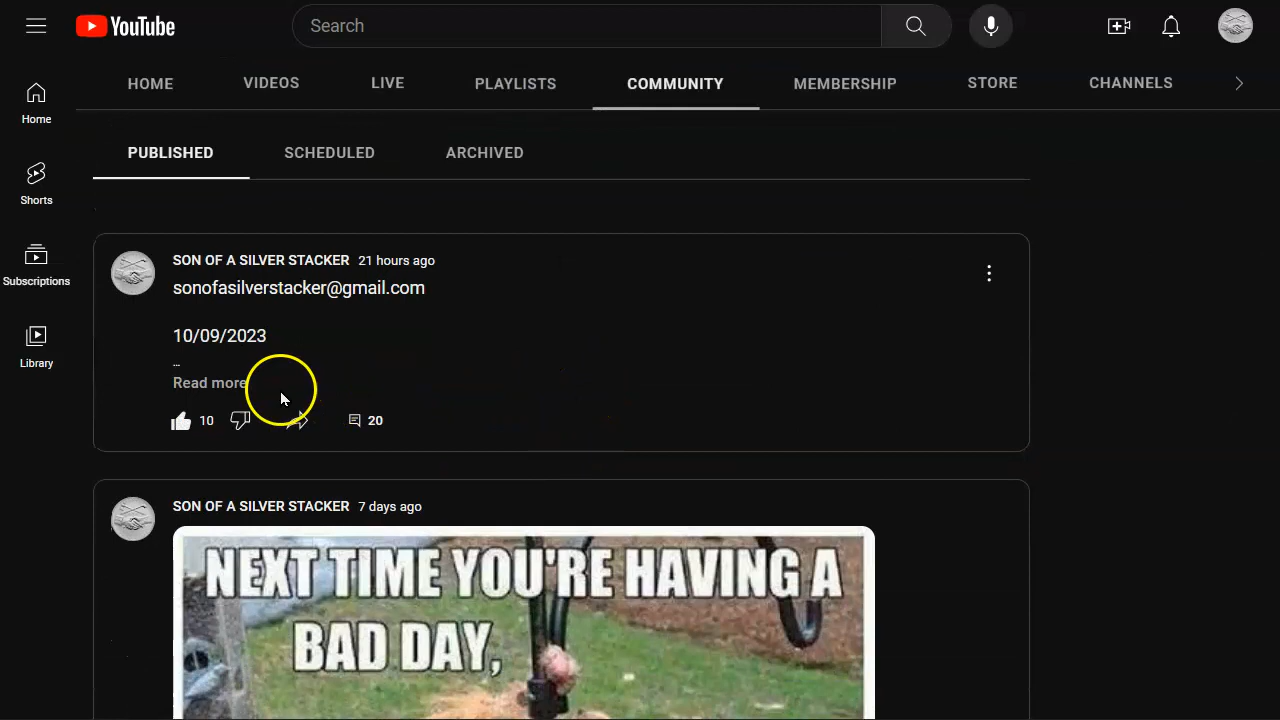 YouTube
Search
HOME VIDEOS LIVE PLAYLISTS COMMUNITY MEMBERSHIP STORE CHANNELS
Home
Shorts
Subscriptions
Library
PUBLISHED SCHEDULED ARCHIVED
SON OF A SILVER STACKER 21 hours ago
sonofasilverstacker@gmail.com
10/09/2023
...
Read more
10 20
SON OF A SILVER STACKER 7 days ago
NEXT TIME YOU'RE HAVING A
BAD DAY,